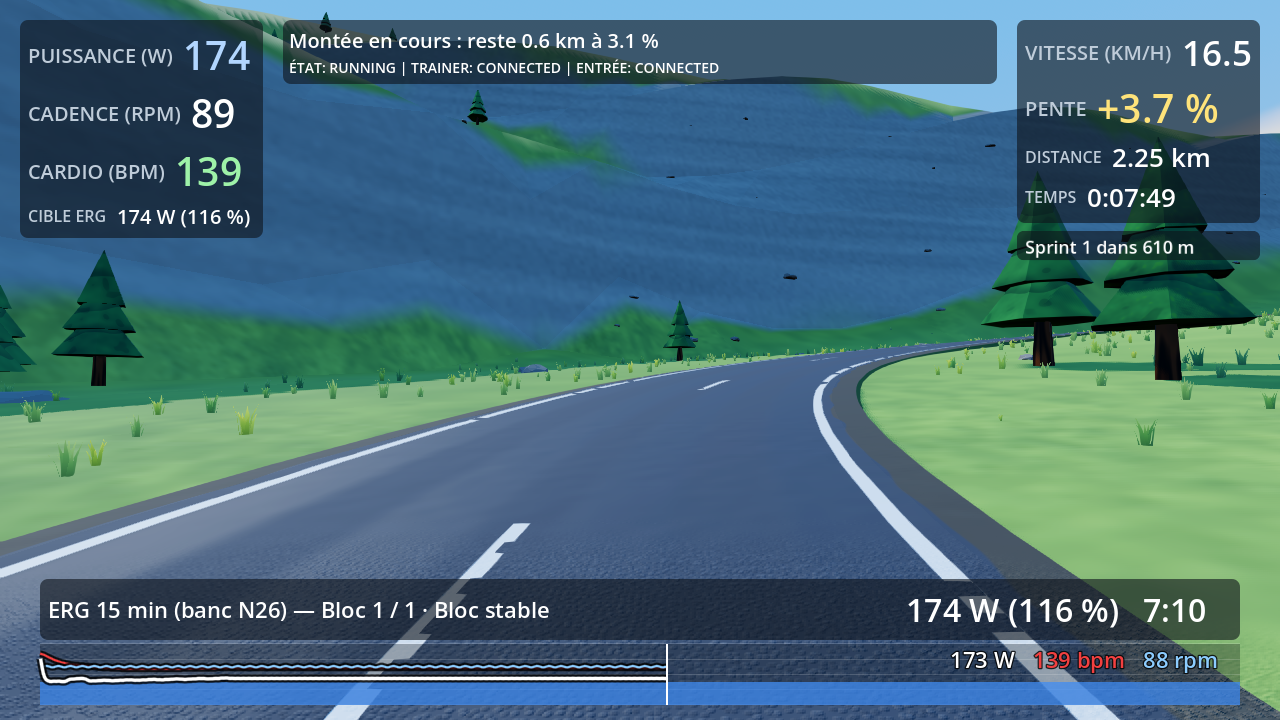 PUISSANCE (W) 174
CADENCE (RPM) 89
CARDIO (BPM) 139
CIBLE ERG 174 W (116 %)
Montée en cours : reste 0.6 km à 3.1 %
ÉTAT: RUNNING | TRAINER: CONNECTED | ENTRÉE: CONNECTED
VITESSE (KM/H) 16.5
PENTE +3.7 %
DISTANCE 2.25 km
TEMPS 0:07:49
Sprint 1 dans 610 m
ERG 15 min (banc N26) — Bloc 1 / 1 · Bloc stable 174 W (116 %) 7:10
173 W 139 bpm 88 rpm